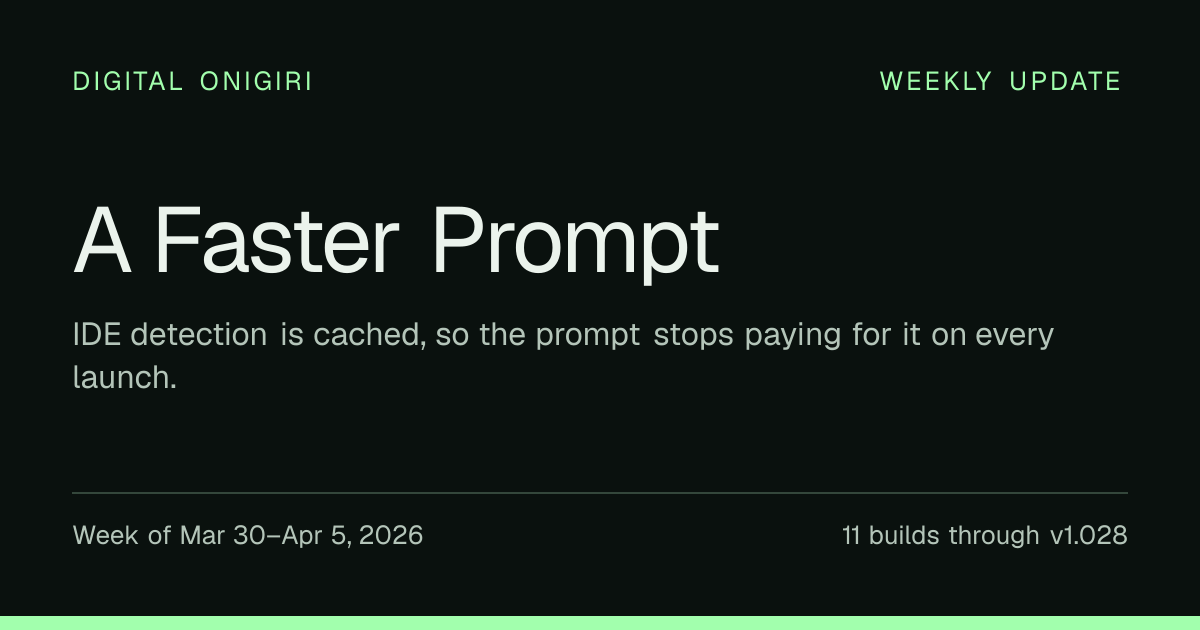 DIGITAL ONIGIRI
WEEKLY UPDATE
A Faster Prompt
IDE detection is cached, so the prompt stops paying for it on every
launch.
Week of Mar 30–Apr 5, 2026
11 builds through v1.028